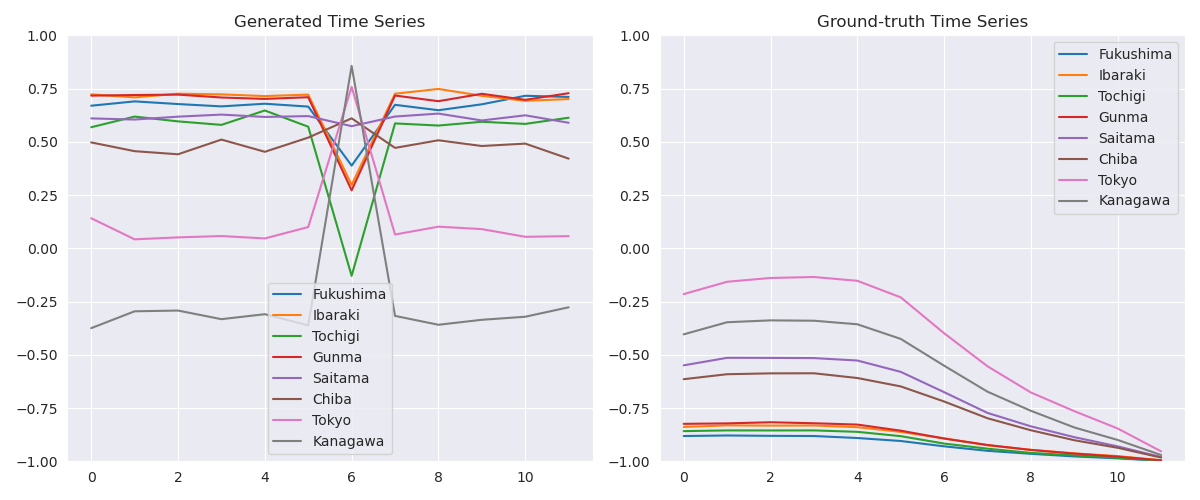 Generated Time Series
1.00
0.75
0.50
0.25
0.00
−0.25
−0.50
−0.75
−1.00
0 2 4 6 8 10
Fukushima
Ibaraki
Tochigi
Gunma
Saitama
Chiba
Tokyo
Kanagawa
Ground-truth Time Series
1.00
0.75
0.50
0.25
0.00
−0.25
−0.50
−0.75
−1.00
0 2 4 6 8 10
Fukushima
Ibaraki
Tochigi
Gunma
Saitama
Chiba
Tokyo
Kanagawa